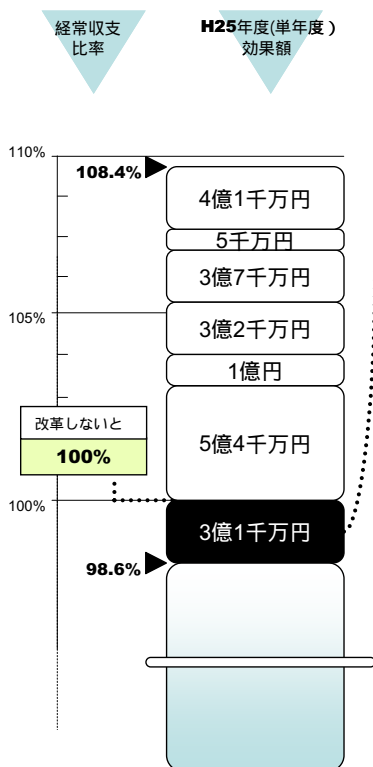 経常収支
比率
H25年度(単年度)
効果額
110%
108.4%
4億1千万円
5千万円
3億7千万円
105%
3億2千万円
1億円
改革しないと
100%
5億4千万円
100%
3億1千万円
98.6%